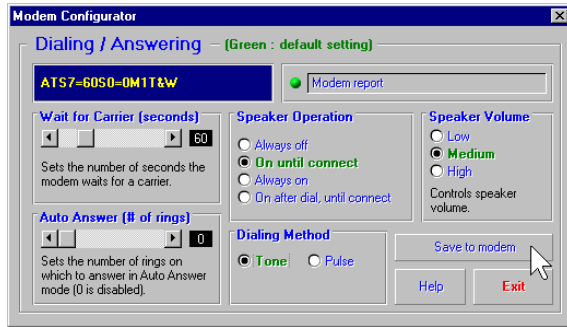 Modem Configurator
Dialing / Answering – (Green : default setting)
ATS7=60S0=0M1T&W
Modem report
Wait for Carrier (seconds)
60
Sets the number of seconds the
modem waits for a carrier.
Speaker Operation
Always off
On until connect
Always on
On after dial, until connect
Speaker Volume
Low
Medium
High
Controls speaker
volume.
Auto Answer (# of rings)
0
Sets the number of rings on
which to answer in Auto Answer
mode (0 is disabled).
Dialing Method
Tone Pulse
Save to modem
Help Exit